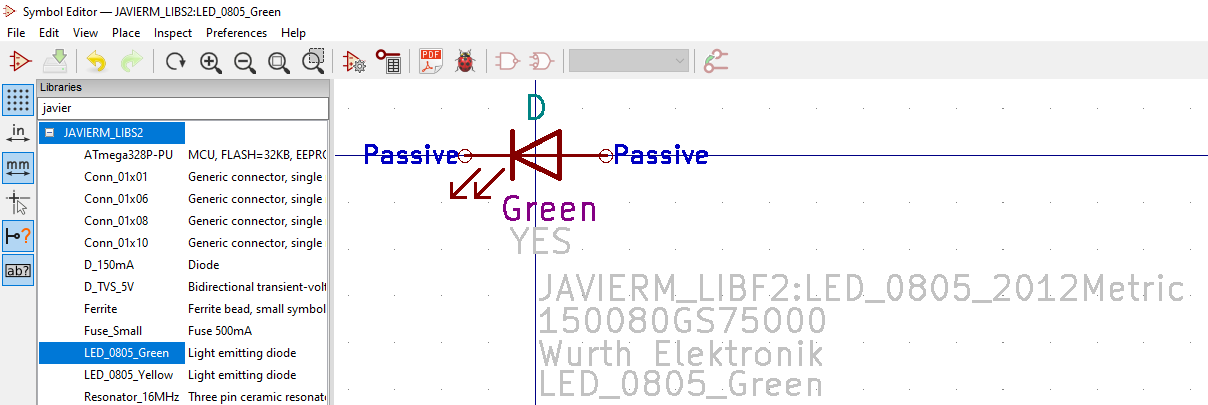 Symbol Editor — JAVIERM_LIBS2:LED_0805_Green
File Edit View Place Inspect Preferences Help
PDF
Libraries
javier
in
mm
ab?
JAVIERM_LIBS2
ATmega328P-PU MCU, FLASH=32KB, EEPR
Conn_01x01 Generic connector, single
Conn_01x06 Generic connector, single
Conn_01x08 Generic connector, single
Conn_01x10 Generic connector, single
D_150mA Diode
D_TVS_5V Bidirectional transient-volt
Ferrite Ferrite bead, small symbol
Fuse_Small Fuse 500mA
LED_0805_Green Light emitting diode
LED_0805_Yellow Light emitting diode
Resonator_16MHz Three pin ceramic resonat
D
Passive Passive
Green
YES
JAVIERM_LIBF2:LED_0805_2012Metric
150080GS75000
Wurth Elektronik
LED_0805_Green